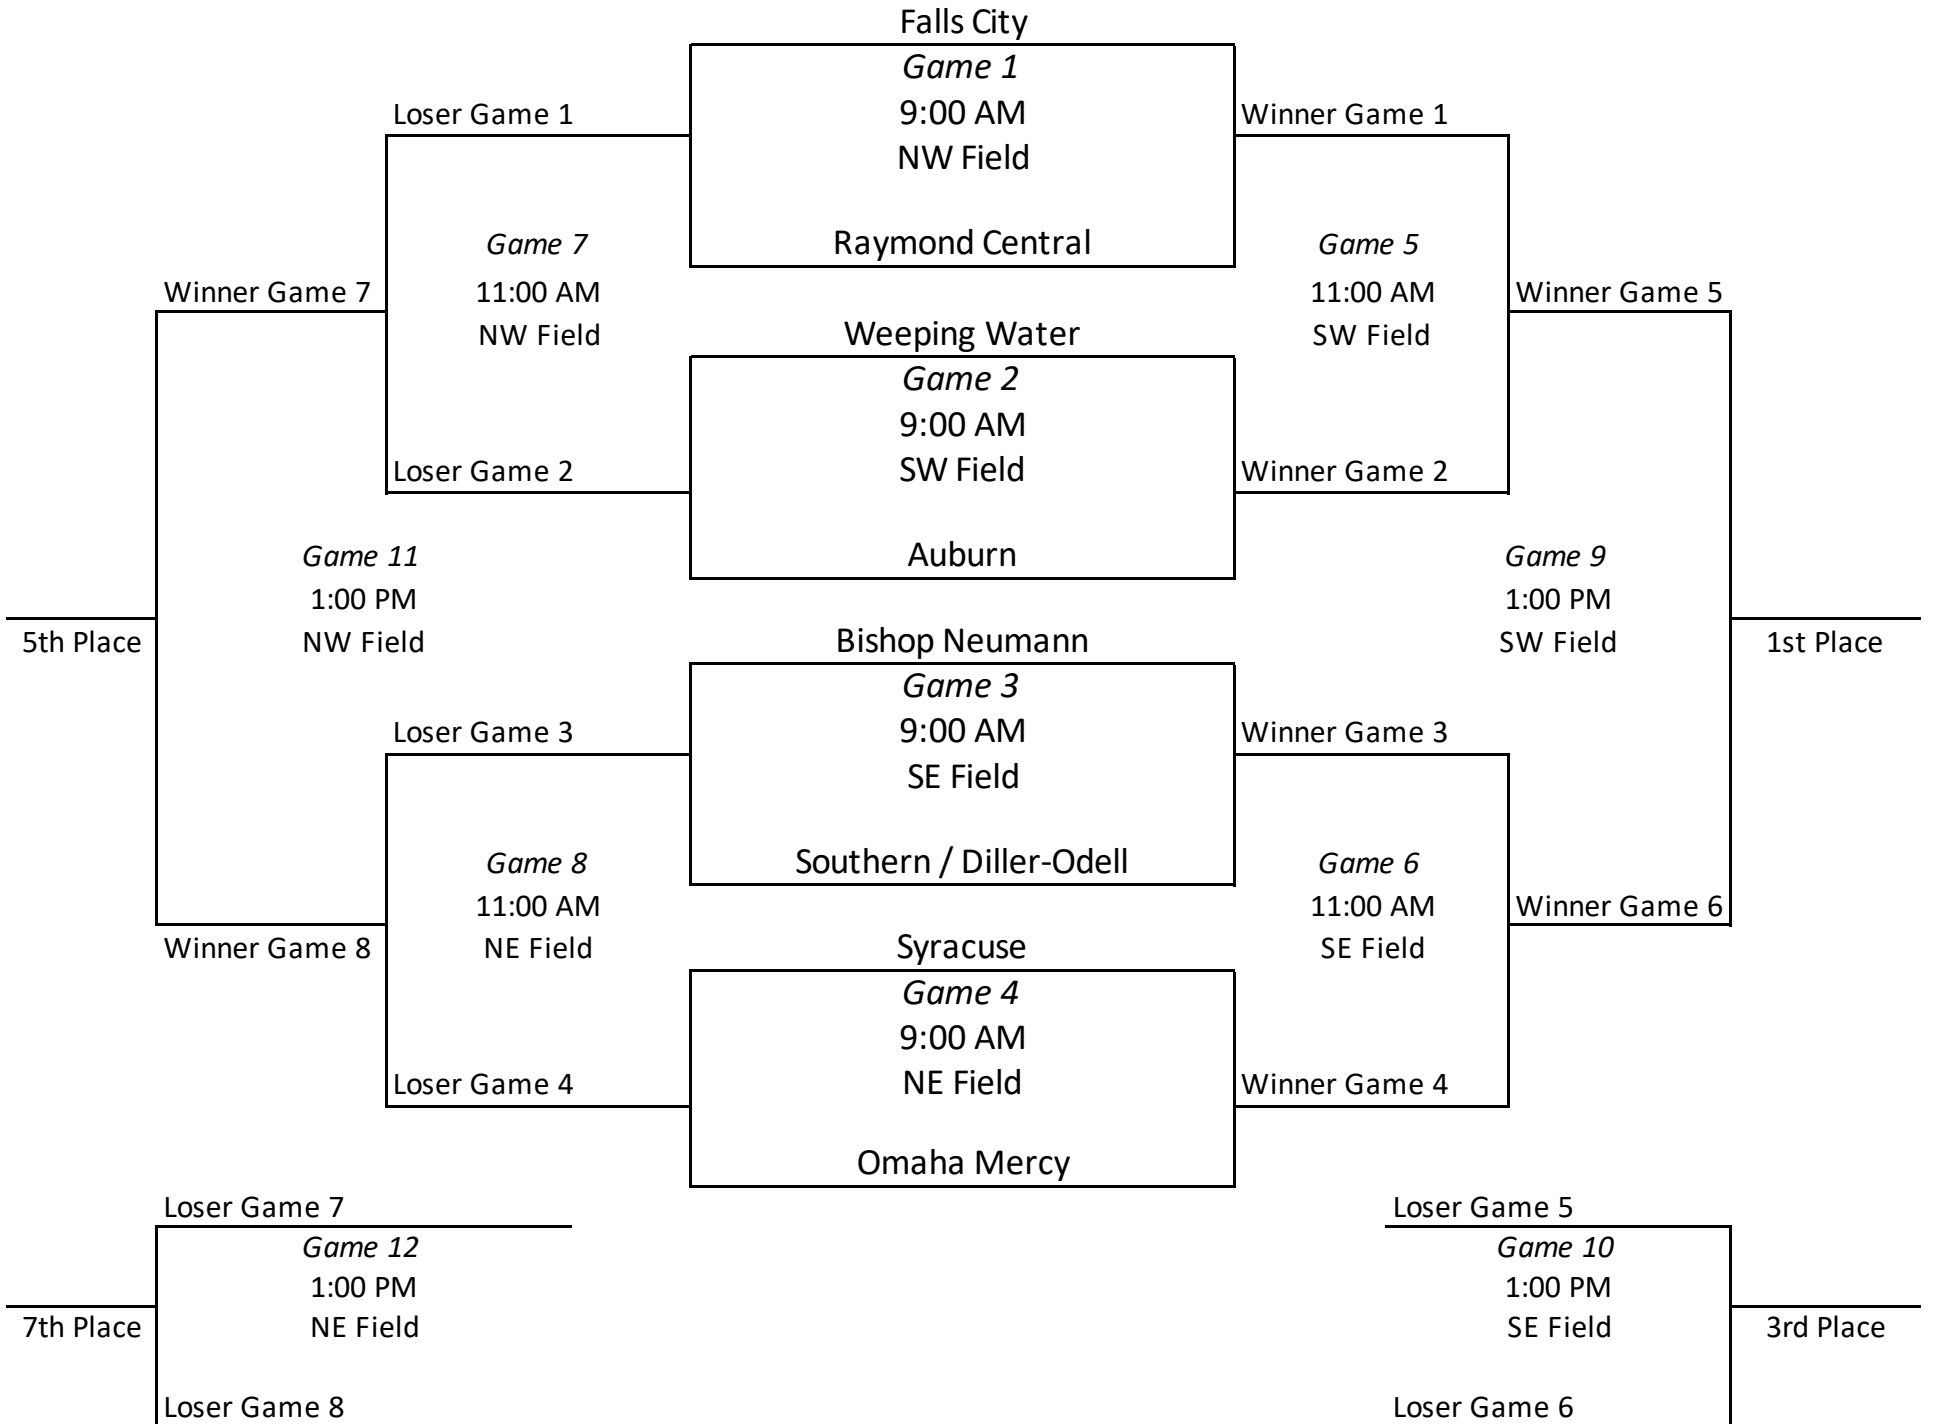 Falls City
Game 1
Loser Game 1
9:00 AM
Winner Game 1
NW Field
Game 7
Raymond Central
Game 5
Winner Game 7
11:00 AM
11:00 AM
Winner Game 5
NW Field
Weeping Water
SW Field
Game 2
9:00 AM
Loser Game 2
SW Field
Winner Game 2
Game 11
Auburn
Game 9
1:00 PM
1:00 PM
5th Place
NW Field
Bishop Neumann
SW Field
1st Place
Game 3
Loser Game 3
9:00 AM
Winner Game 3
SE Field
Game 8
Southern / Diller-Odell
Game 6
11:00 AM
11:00 AM
Winner Game 6
Winner Game 8
NE Field
Syracuse
SE Field
Game 4
9:00 AM
Loser Game 4
NE Field
Winner Game 4
Omaha Mercy
Loser Game 7
Loser Game 5
Game 12
Game 10
1:00 PM
1:00 PM
7th Place
NE Field
SE Field
3rd Place
Loser Game 8
Loser Game 6